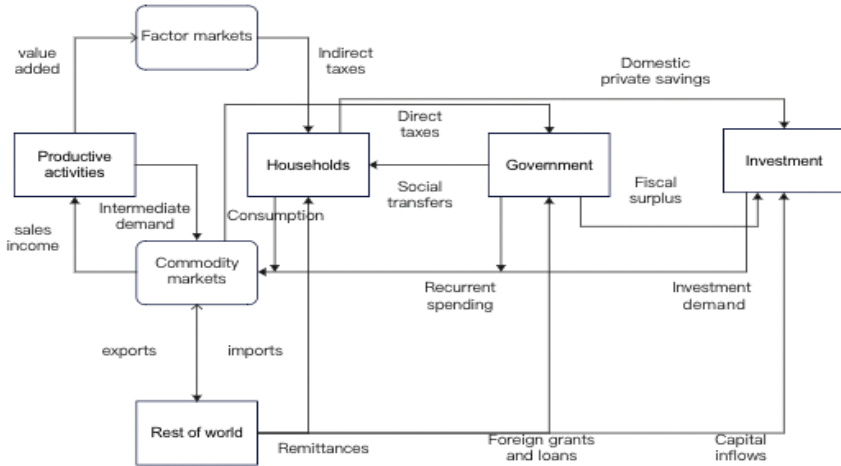 Factor markets
value
added
Indirect
taxes
Domestic
private savings
Direct
taxes
Productive
activities
Households
Government
Investment
Social
transfers
Fiscal
surplus
Intermediate
demand
Consumption
sales
income
Commodity
markets
Recurrent
spending
Investment
demand
exports
imports
Rest of world
Remittances
Foreign grants
and loans
Capital
inflows